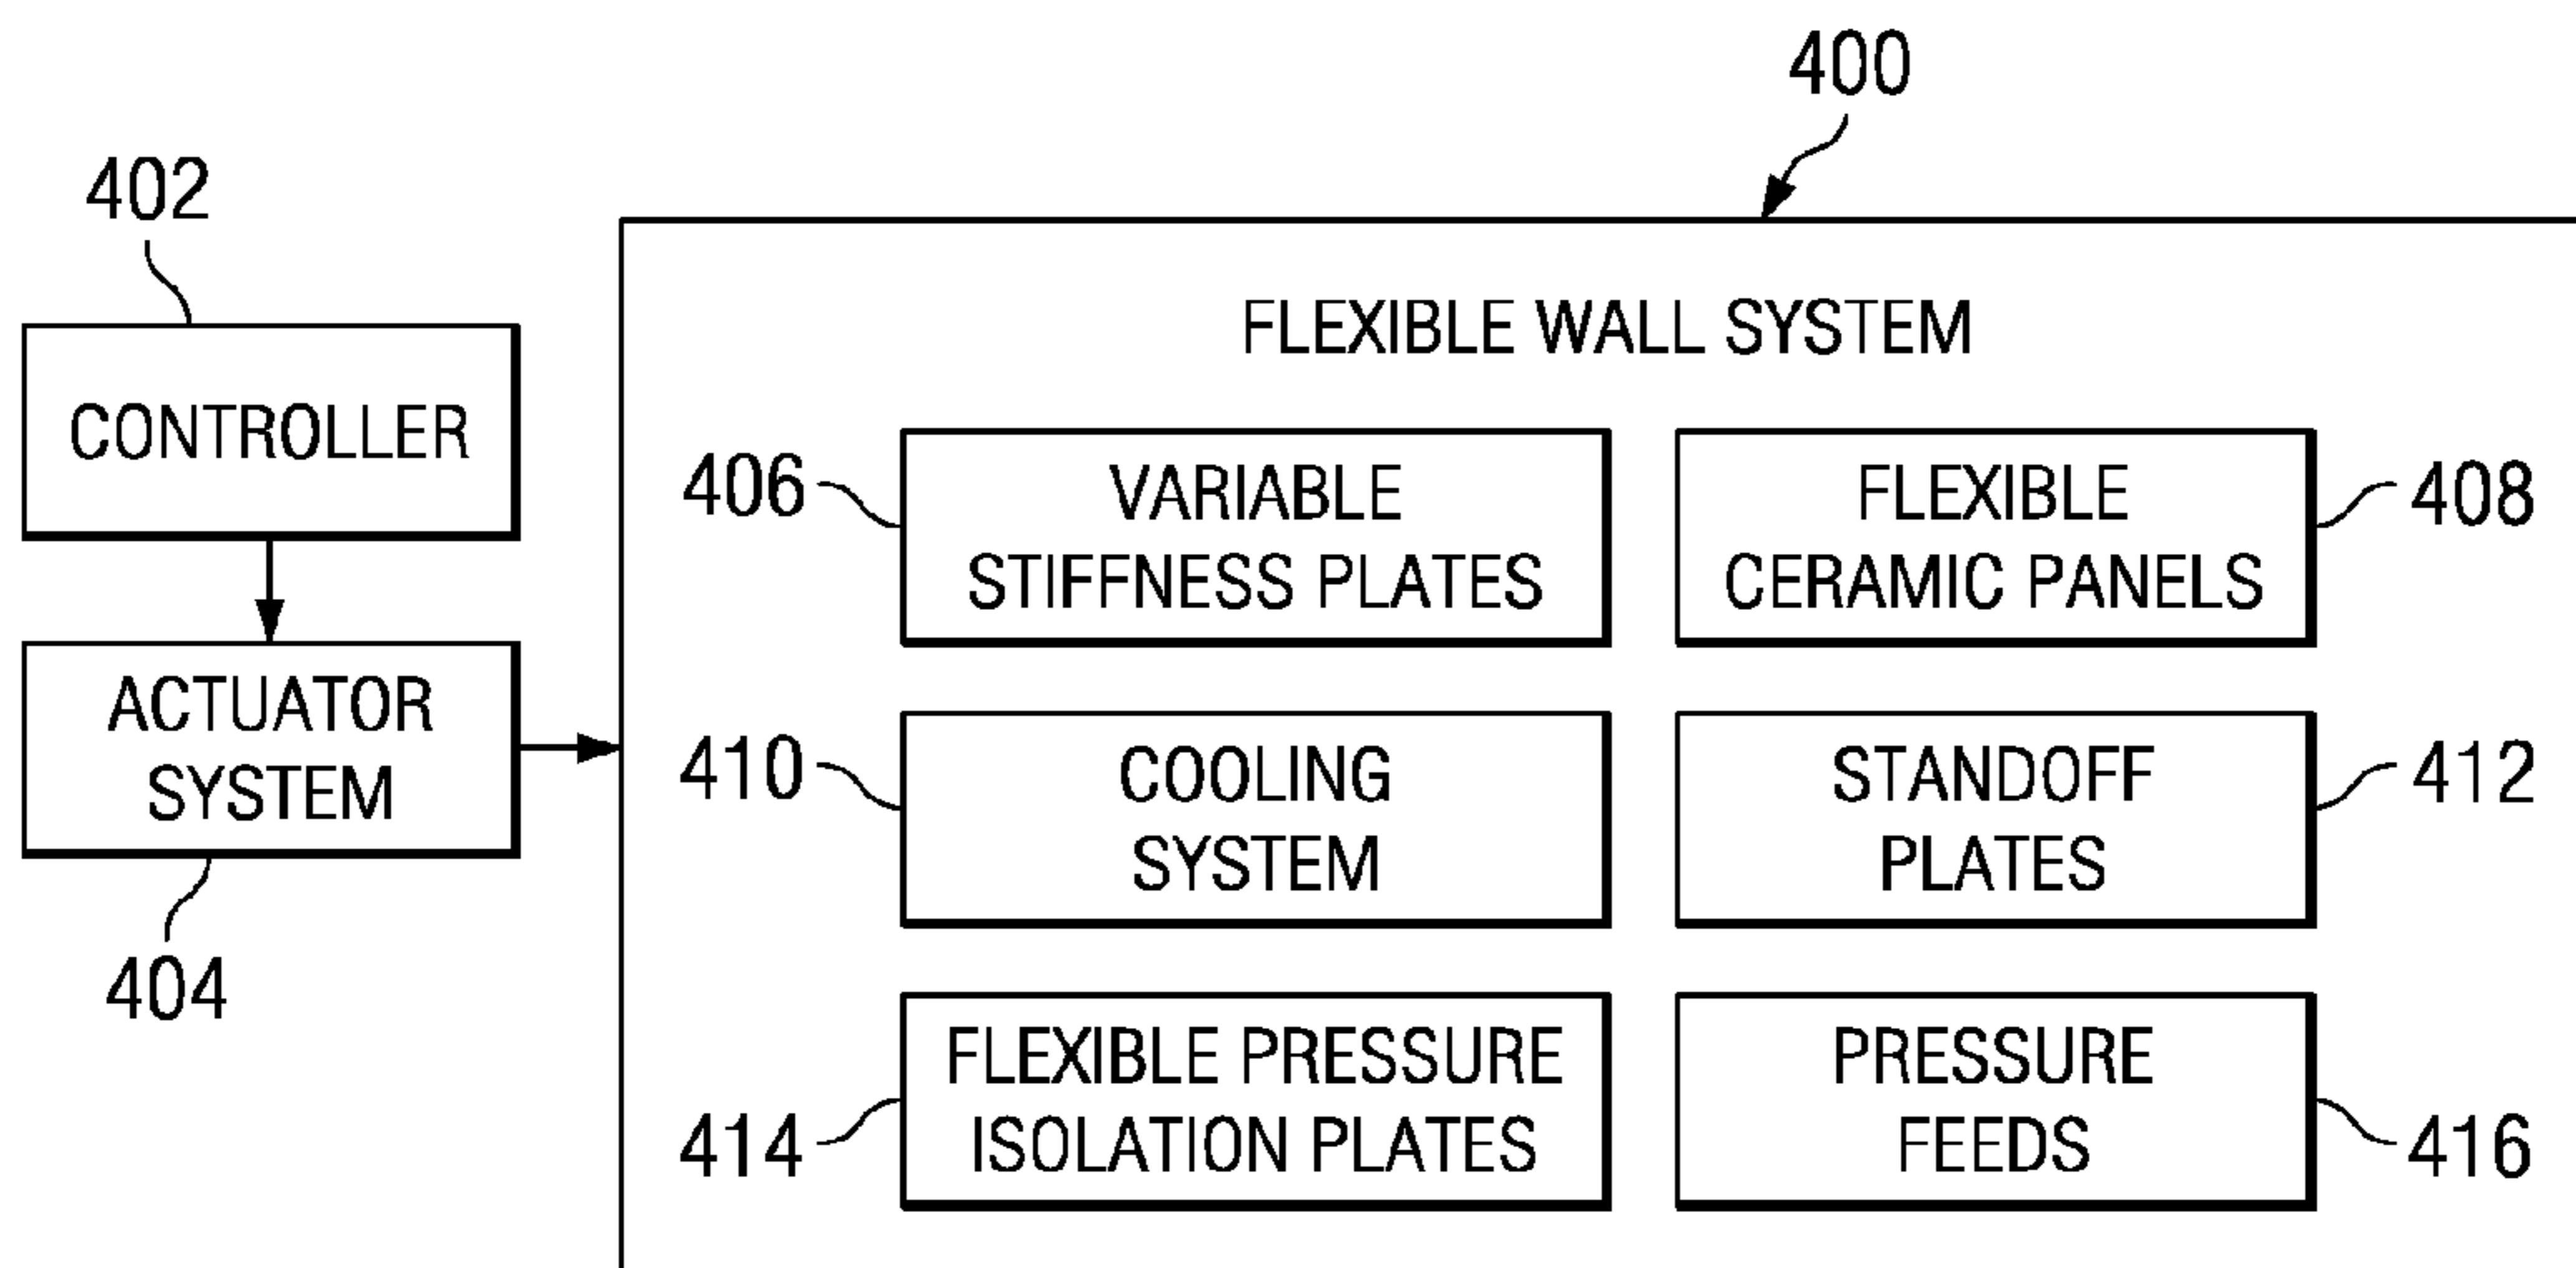 400
402
CONTROLLER
ACTUATOR
SYSTEM
404
FLEXIBLE WALL SYSTEM
406
VARIABLE
STIFFNESS PLATES
FLEXIBLE
CERAMIC PANELS
408
410
COOLING
SYSTEM
STANDOFF
PLATES
412
414
FLEXIBLE PRESSURE
ISOLATION PLATES
PRESSURE
FEEDS
416